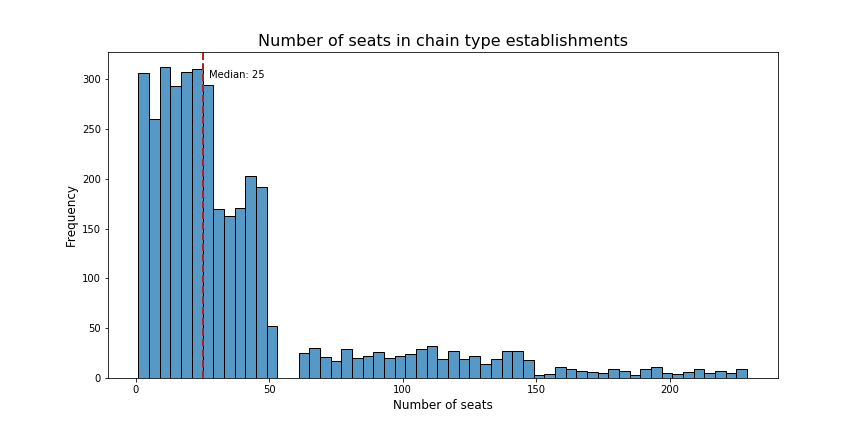 Number of seats in chain type establishments
Median: 25
Frequency
300
250
200
150
100
50
0
0 50 100 150 200
Number of seats